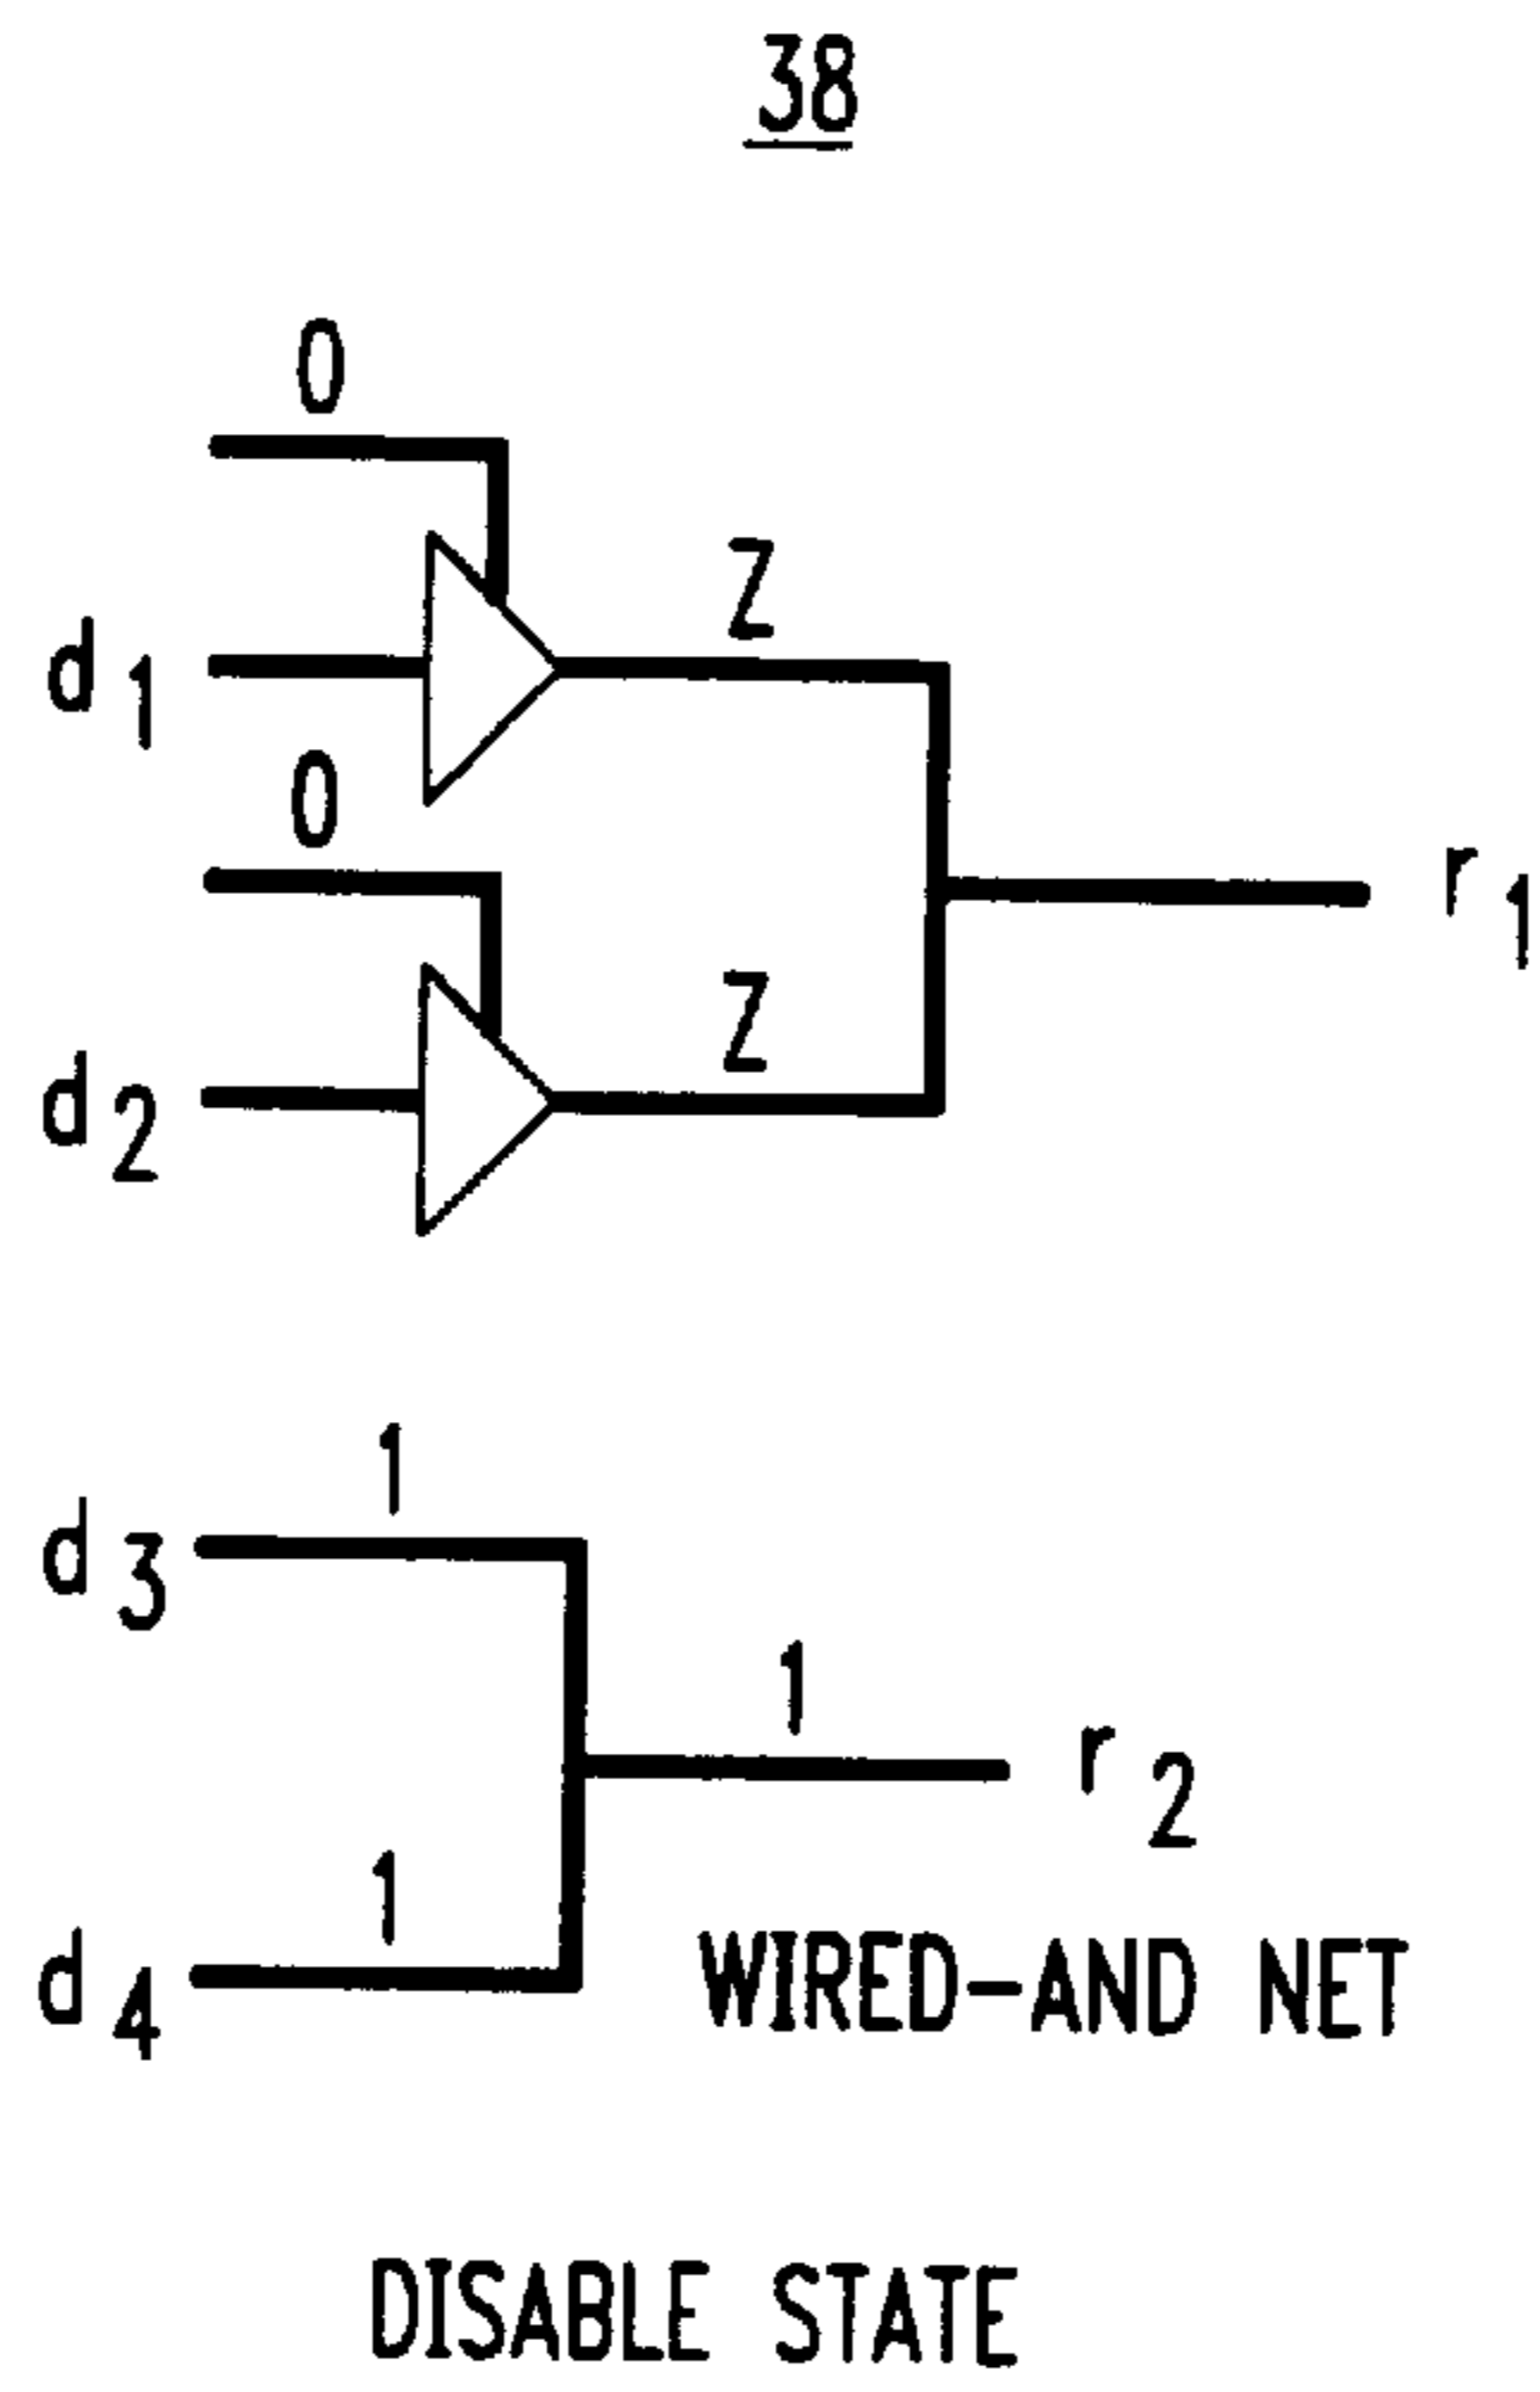 38
0
Z
d1
0
r1
Z
d2
1
d3
1
r2
1
d4
WIRED-AND NET
DISABLE STATE